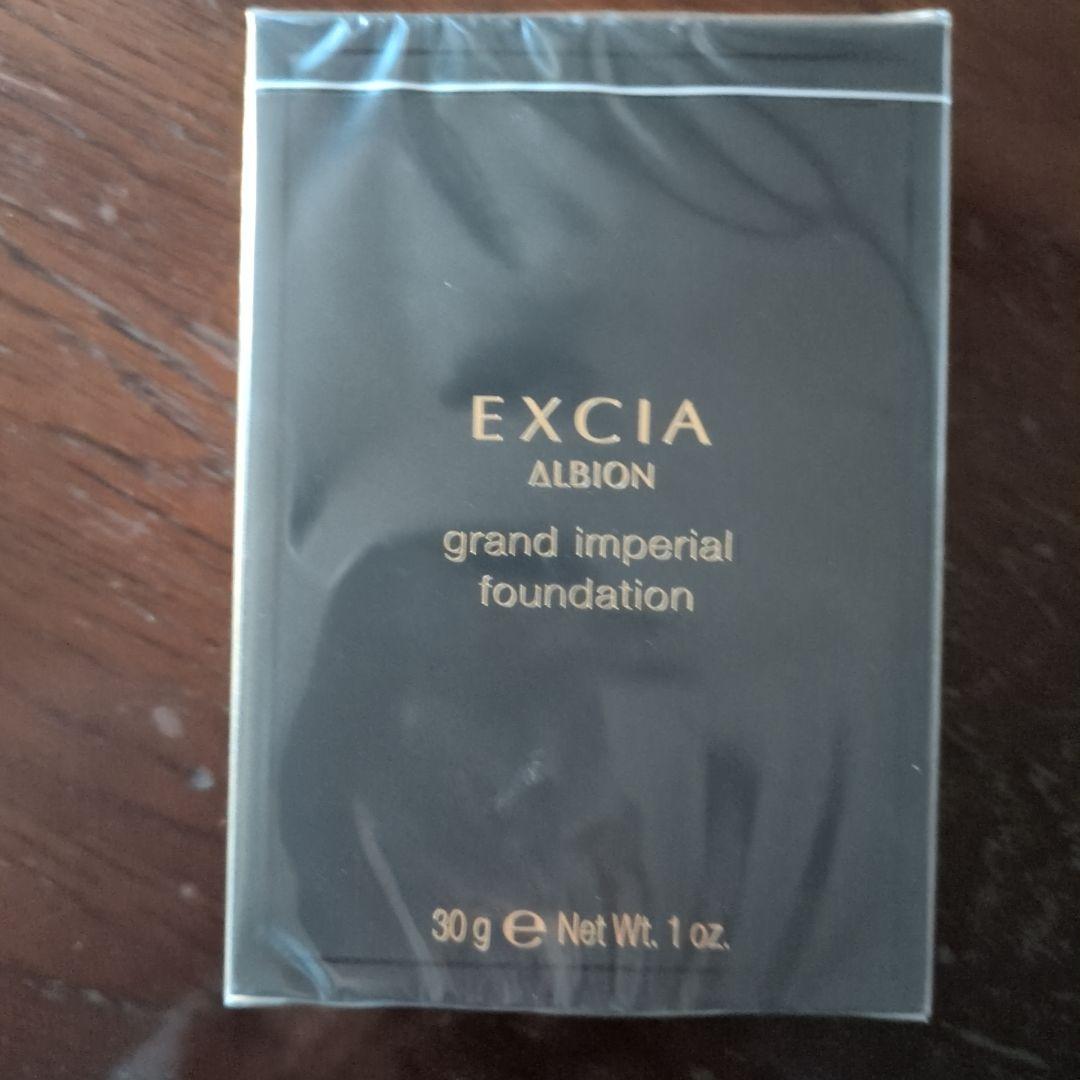 EXCIA
ALBION
grand imperial
foundation
30 g ℮ Net Wt. 1 oz.